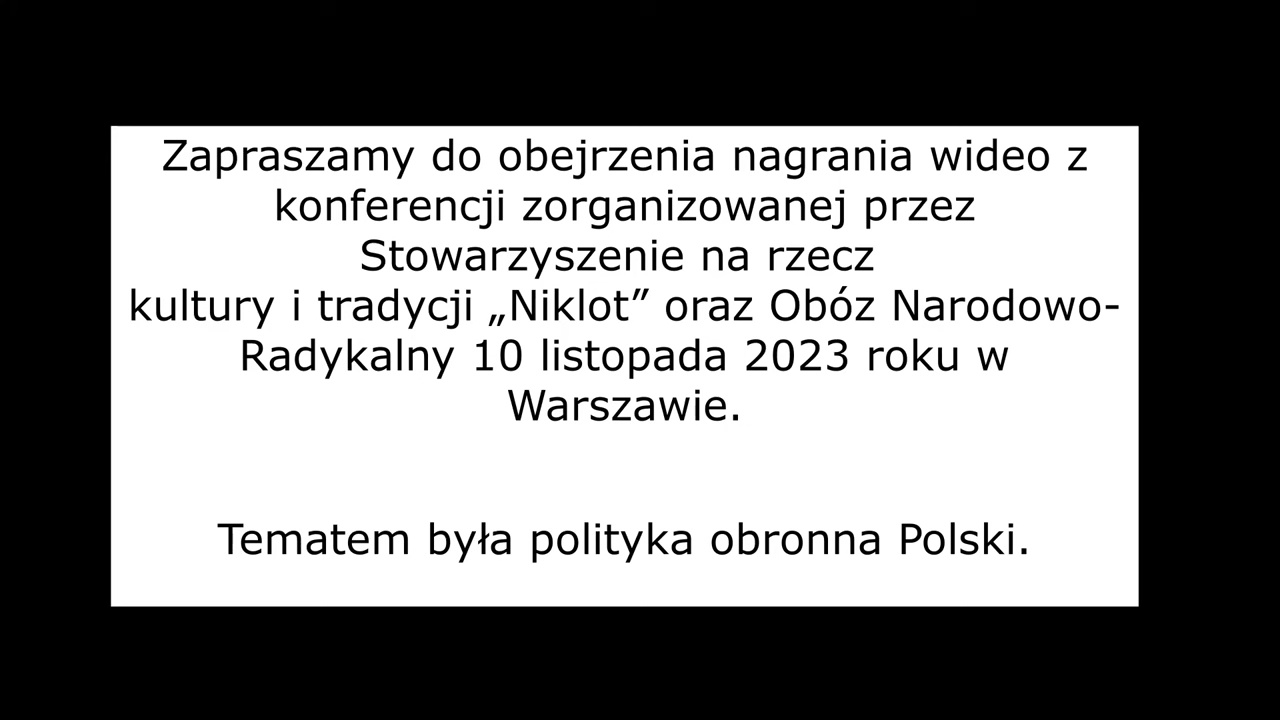 Zapraszamy do obejrzenia nagrania wideo z
konferencji zorganizowanej przez
Stowarzyszenie na rzecz
kultury i tradycji „Niklot” oraz Obóz Narodowo-
Radykalny 10 listopada 2023 roku w
Warszawie.
Tematem była polityka obronna Polski.